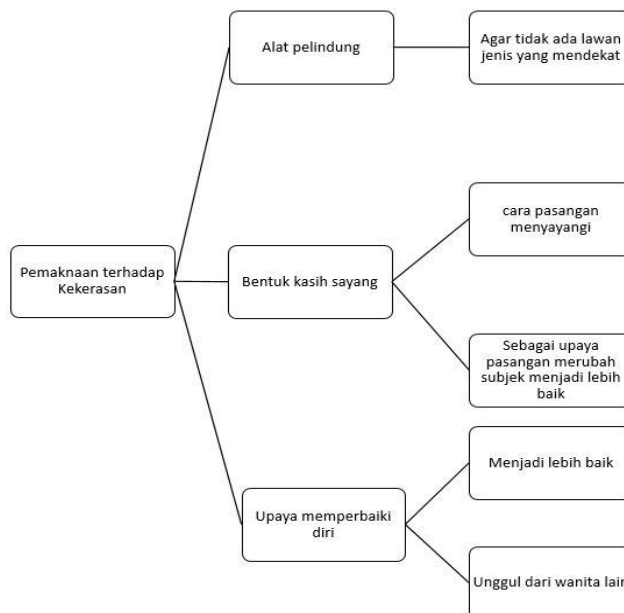 Alat pelindung
Agar tidak ada lawan
jenis yang mendekat
cara pasangan
menyayangi
Pemaknaan terhadap
Kekerasan
Bentuk kasih sayang
Sebagai upaya
pasangan merubah
subjek menjadi lebih
baik
Menjadi lebih baik
Upaya memperbaiki
diri
Unggul dari wanita lain